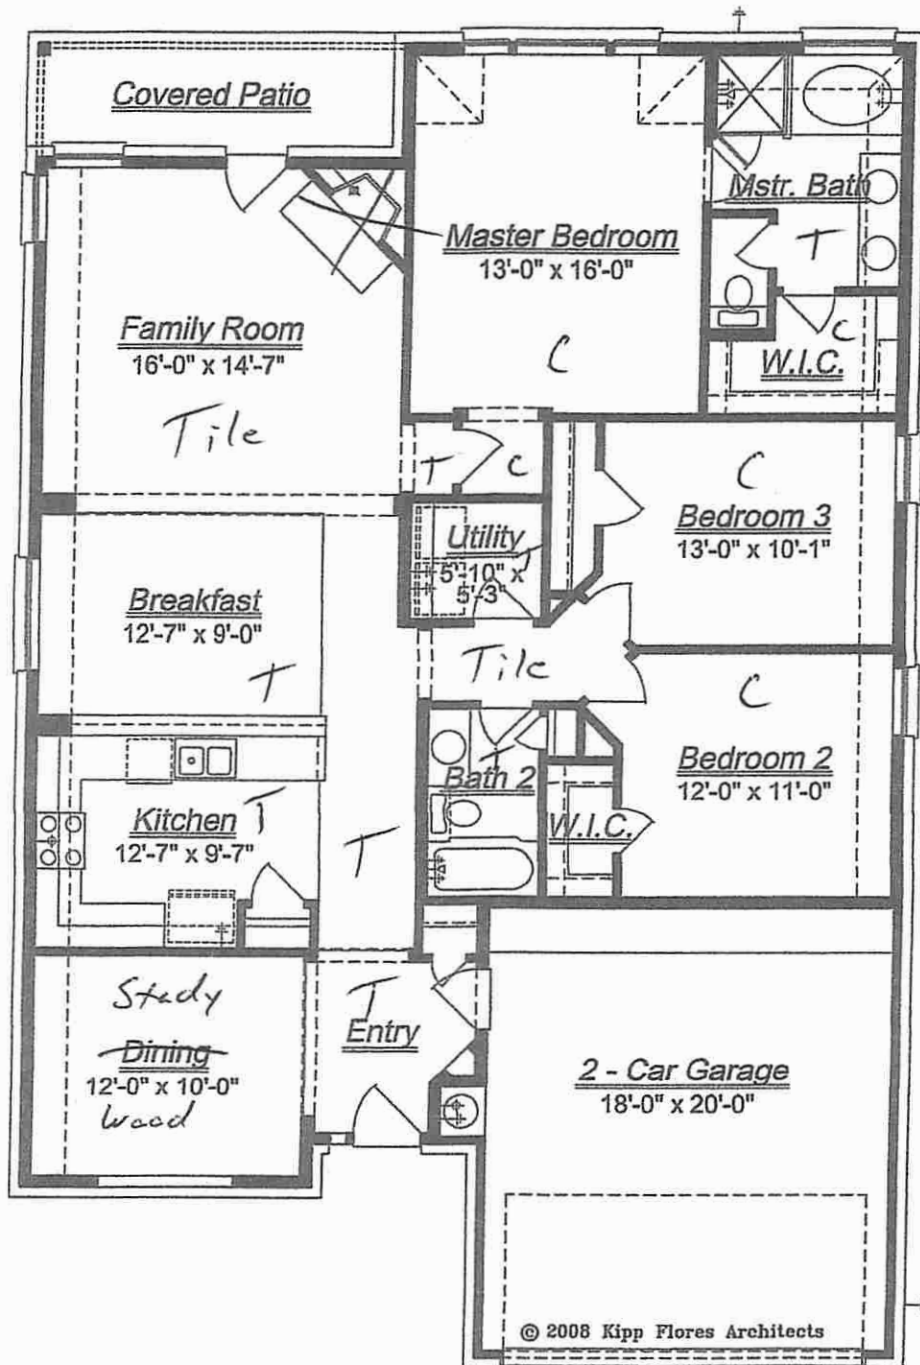 Covered Patio
Mstr. Bath
T
Master Bedroom
13'-0" x 16'-0"
C
Family Room
16'-0" x 14'-7"
Tile
C
W.I.C.
T
C
C
Bedroom 3
13'-0" x 10'-1"
Utility
5'-10" x
5'-3"
Breakfast
12'-7" x 9'-0"
T
Tile
C
Bedroom 2
12'-0" x 11'-0"
T
Bath 2
W.I.C.
Kitchen
T
12'-7" x 9'-7"
T
Study
Dining
12'-0" x 10'-0"
Wood
T
Entry
2 - Car Garage
18'-0" x 20'-0"
© 2008 Kipp Flores Architects